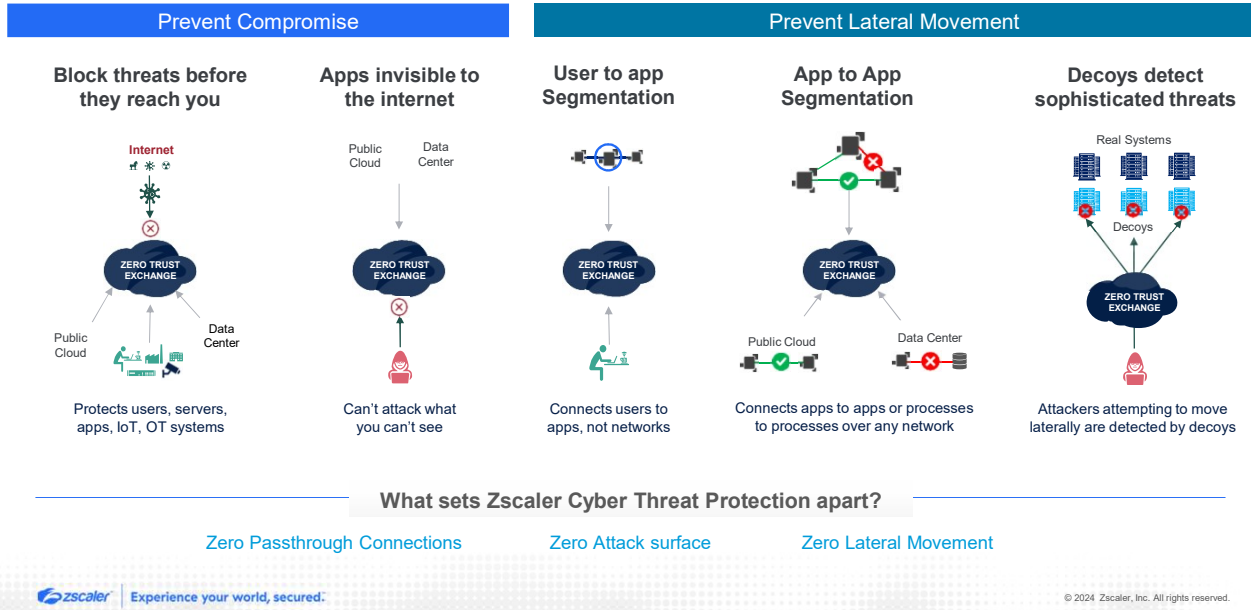 Prevent Compromise
Prevent Lateral Movement
Block threats before
they reach you
Internet
ZERO TRUST
EXCHANGE
Public
Cloud
Data
Center
Protects users, servers,
apps, IoT, OT systems
Apps invisible to
the internet
Public
Cloud
Data
Center
ZERO TRUST
EXCHANGE
Can't attack what
you can't see
User to app
Segmentation
ZERO TRUST
EXCHANGE
Connects users to
apps, not networks
App to App
Segmentation
ZERO TRUST
EXCHANGE
Public Cloud
Data Center
Connects apps to apps or processes
to processes over any network
Decoys detect
sophisticated threats
Real Systems
Decoys
ZERO TRUST
EXCHANGE
Attackers attempting to move
laterally are detected by decoys
What sets Zscaler Cyber Threat Protection apart?
Zero Passthrough Connections
Zero Attack surface
Zero Lateral Movement
zscaler™ Experience your world, secured.™
© 2024 Zscaler, Inc. All rights reserved.